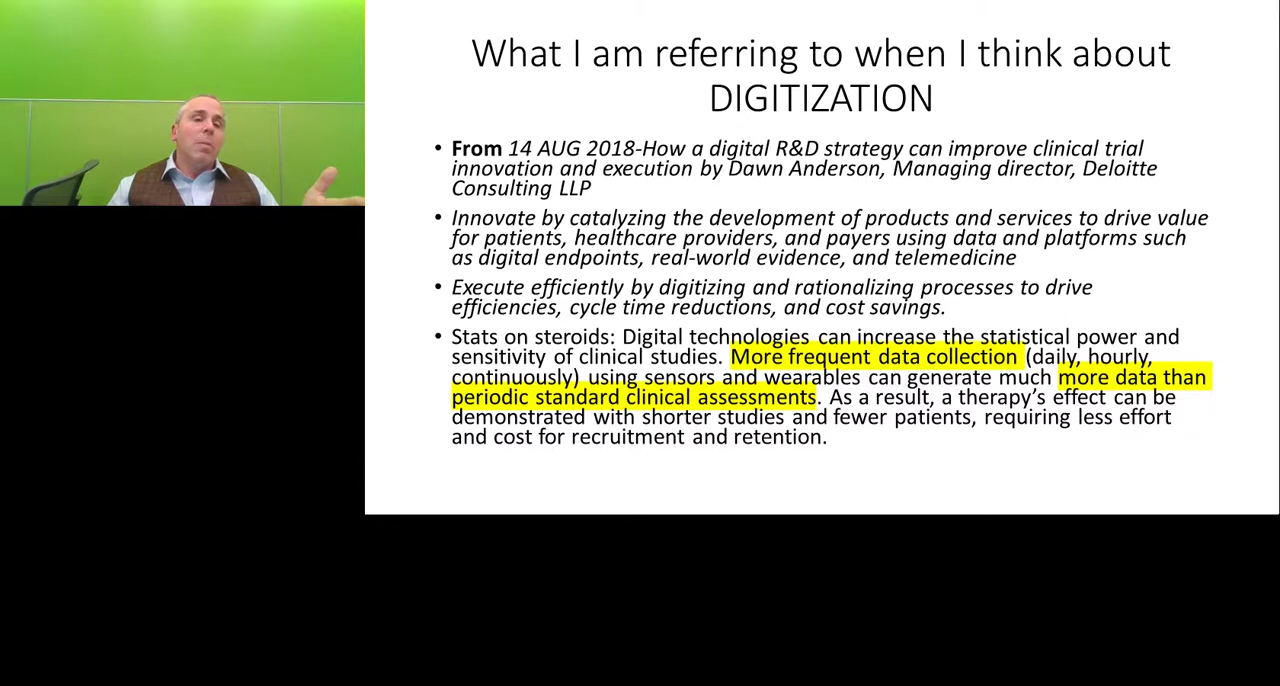 What I am referring to when I think about
DIGITIZATION
• From 14 AUG 2018-How a digital R&D strategy can improve clinical trial
innovation and execution by Dawn Anderson, Managing director, Deloitte
Consulting LLP
• Innovate by catalyzing the development of products and services to drive value
for patients, healthcare providers, and payers using data and platforms such
as digital endpoints, real-world evidence, and telemedicine
• Execute efficiently by digitizing and rationalizing processes to drive
efficiencies, cycle time reductions, and cost savings.
• Stats on steroids: Digital technologies can increase the statistical power and
sensitivity of clinical studies. More frequent data collection (daily, hourly,
continuously) using sensors and wearables can generate much more data than
periodic standard clinical assessments. As a result, a therapy's effect can be
demonstrated with shorter studies and fewer patients, requiring less effort
and cost for recruitment and retention.